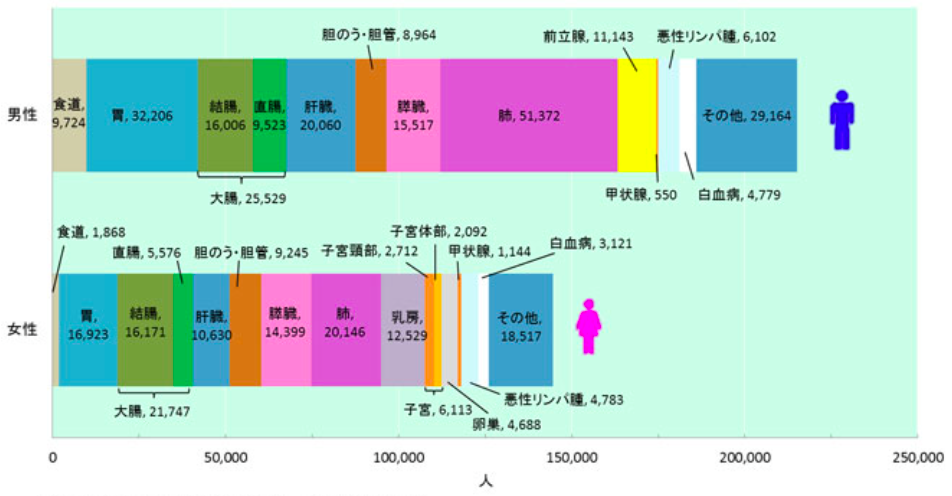 胆のう・胆管, 8,964
前立腺, 11,143
悪性リンパ腫, 6,102
男性
食道,
9,724
胃, 32,206
結腸,
16,006
直腸,
9,523
肝臓,
20,060
膵臓,
15,517
肺, 51,372
その他, 29,164
大腸, 25,529
甲状腺, 550
白血病, 4,779
食道, 1,868
直腸, 5,576
胆のう・胆管, 9,245
子宮頸部, 2,712
子宮体部, 2,092
甲状腺, 1,144
白血病, 3,121
女性
胃,
16,923
結腸,
16,171
肝臓,
10,630
膵臓,
14,399
肺,
20,146
乳房,
12,529
その他,
18,517
大腸, 21,747
子宮, 6,113
卵巣, 4,688
悪性リンパ腫, 4,783
0
50,000
100,000
150,000
200,000
250,000
人